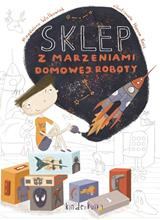 SKLEP
Z MARZENIAMI
DOMOWEJ ROBOTY
kinderkulka